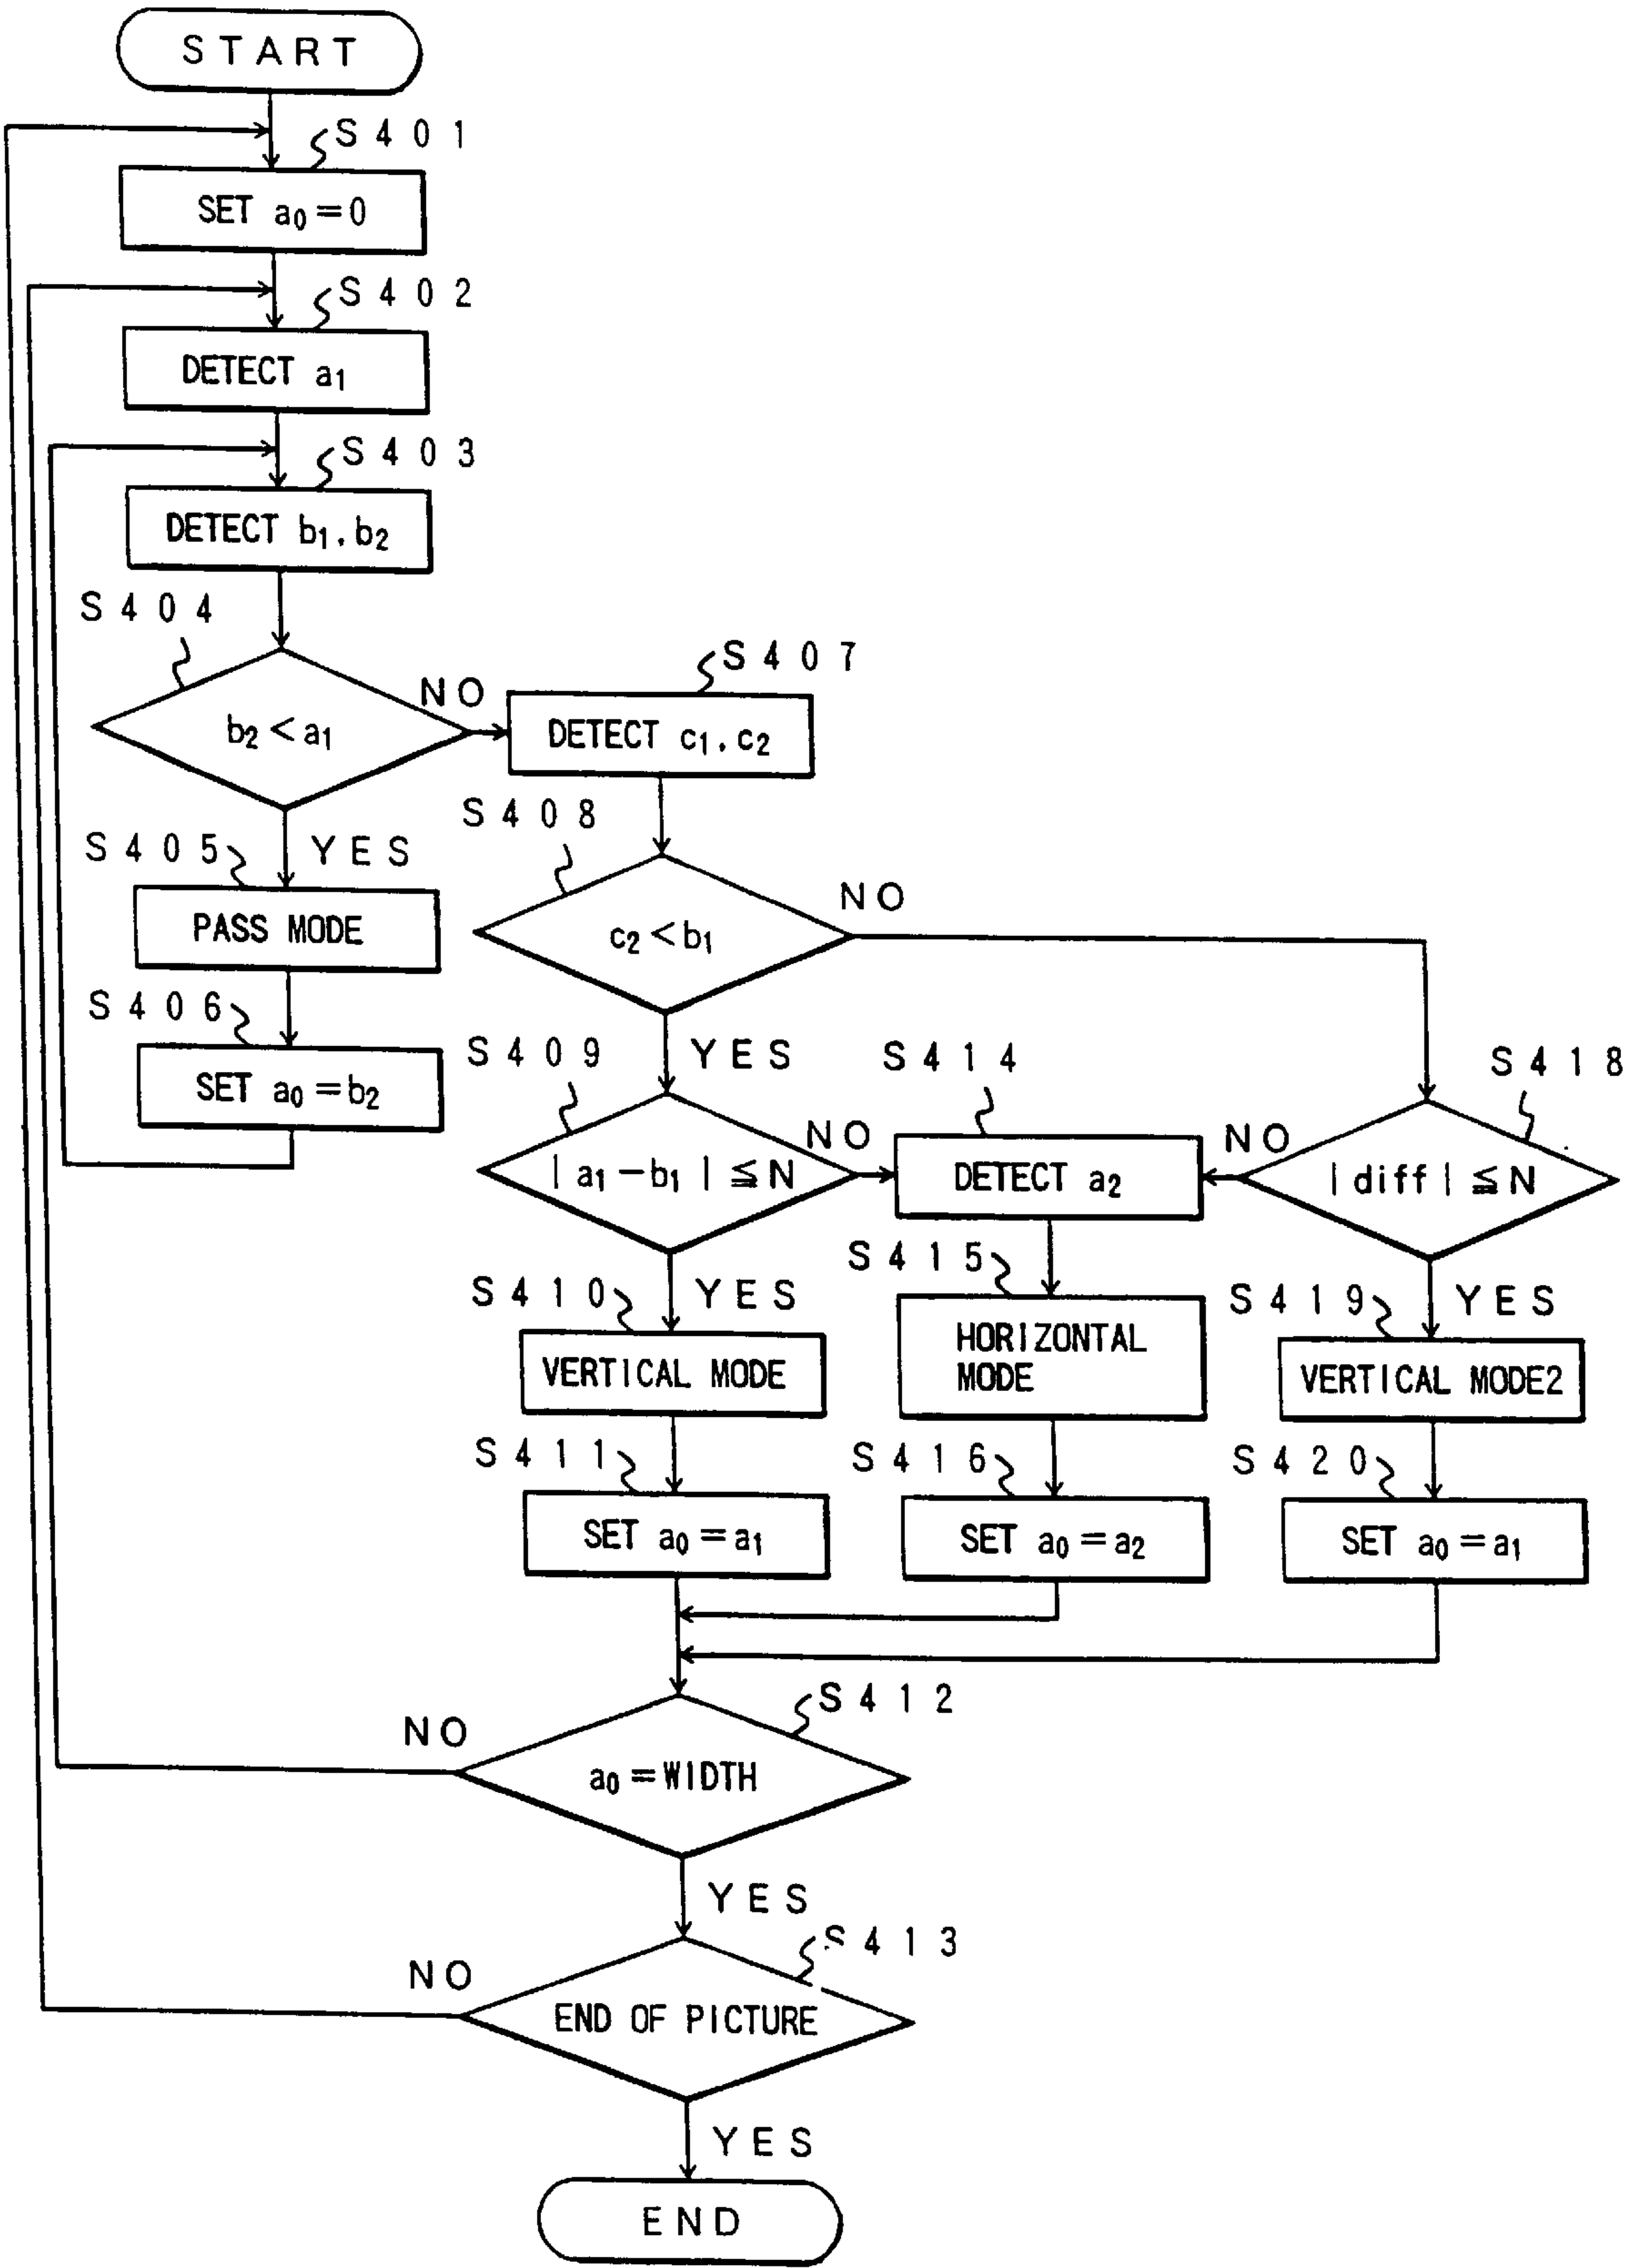 START
S401
SET a₀=0
S402
DETECT a₁
S403
DETECT b₁, b₂
S404
b₂<a₁
NO
YES
S405
PASS MODE
S406
SET a₀=b₂
S407
DETECT c₁, c₂
S408
c₂<b₁
NO
YES
S409
|a₁−b₁|≦N
NO
YES
S410
VERTICAL MODE
S411
SET a₀=a₁
S414
DETECT a₂
S415
HORIZONTAL
MODE
S416
SET a₀=a₂
S418
|diff|≦N
NO
YES
S419
VERTICAL MODE2
S420
SET a₀=a₁
S412
a₀=WIDTH
NO
YES
S413
END OF PICTURE
NO
YES
END